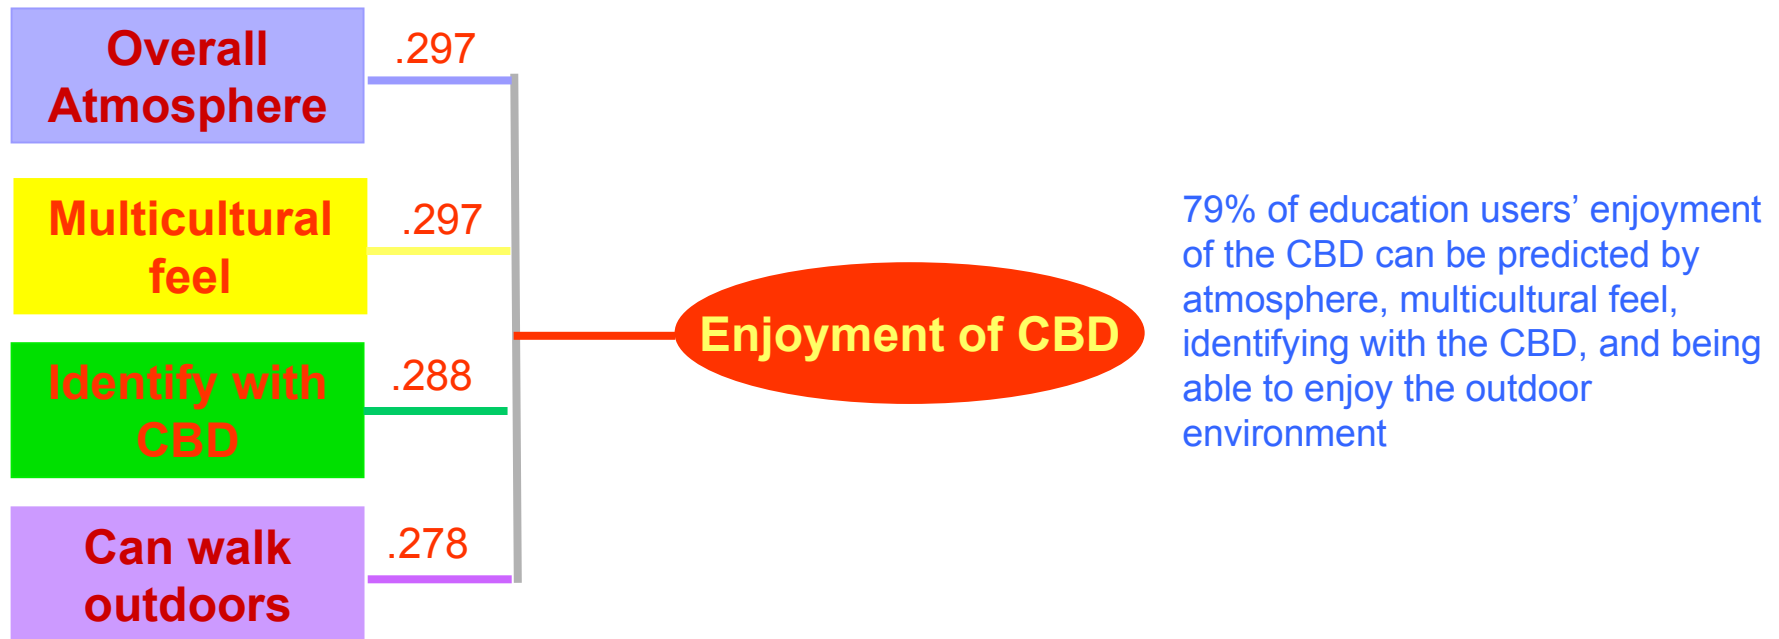 Overall
Atmosphere
.297
Multicultural
feel
.297
Identify with
CBD
.288
Can walk
outdoors
.278
Enjoyment of CBD
79% of education users’ enjoyment
of the CBD can be predicted by
atmosphere, multicultural feel,
identifying with the CBD, and being
able to enjoy the outdoor
environment